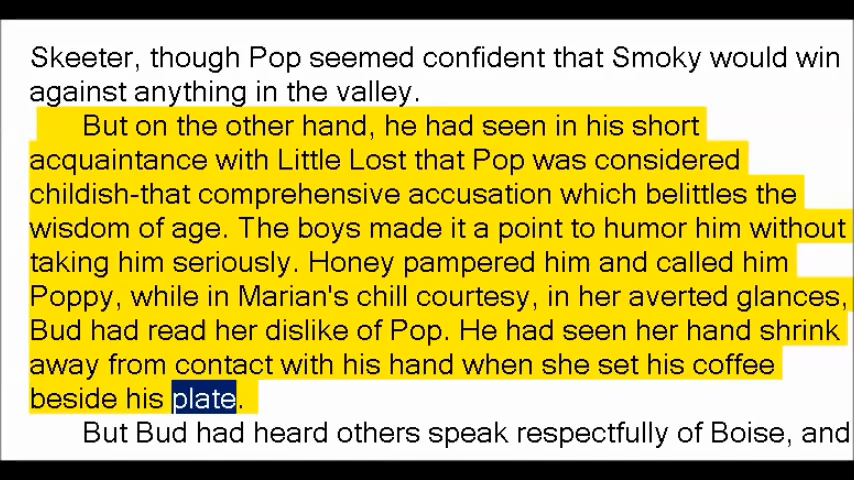 Skeeter, though Pop seemed confident that Smoky would win
against anything in the valley.
But on the other hand, he had seen in his short
acquaintance with Little Lost that Pop was considered
childish-that comprehensive accusation which belittles the
wisdom of age. The boys made it a point to humor him without
taking him seriously. Honey pampered him and called him
Poppy, while in Marian's chill courtesy, in her averted glances,
Bud had read her dislike of Pop. He had seen her hand shrink
away from contact with his hand when she set his coffee
beside his plate.
But Bud had heard others speak respectfully of Boise, and